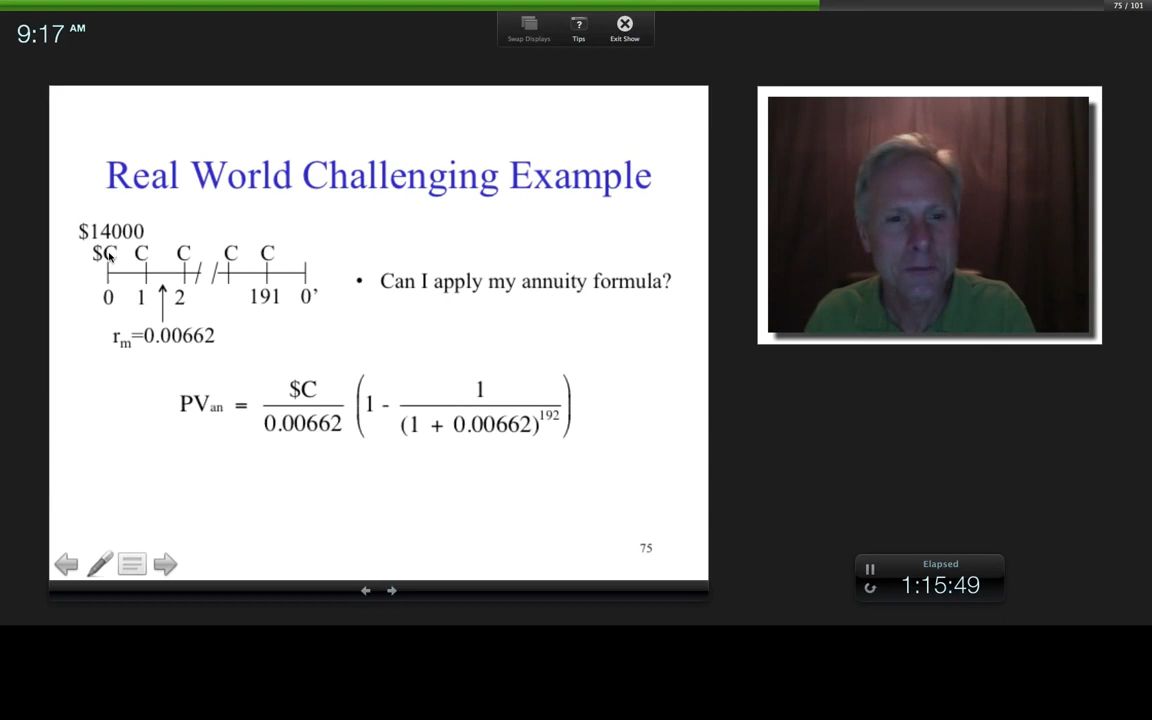 75 / 101
9:17 AM
Swap Displays
? Tips
Exit Show
Real World Challenging Example
$14000
$C C C C C
0 1 2 191 0’
rm=0.00662
• Can I apply my annuity formula?
PVan = $C / 0.00662 (1 - 1 / (1 + 0.00662)^192)
75
Elapsed
1:15:49